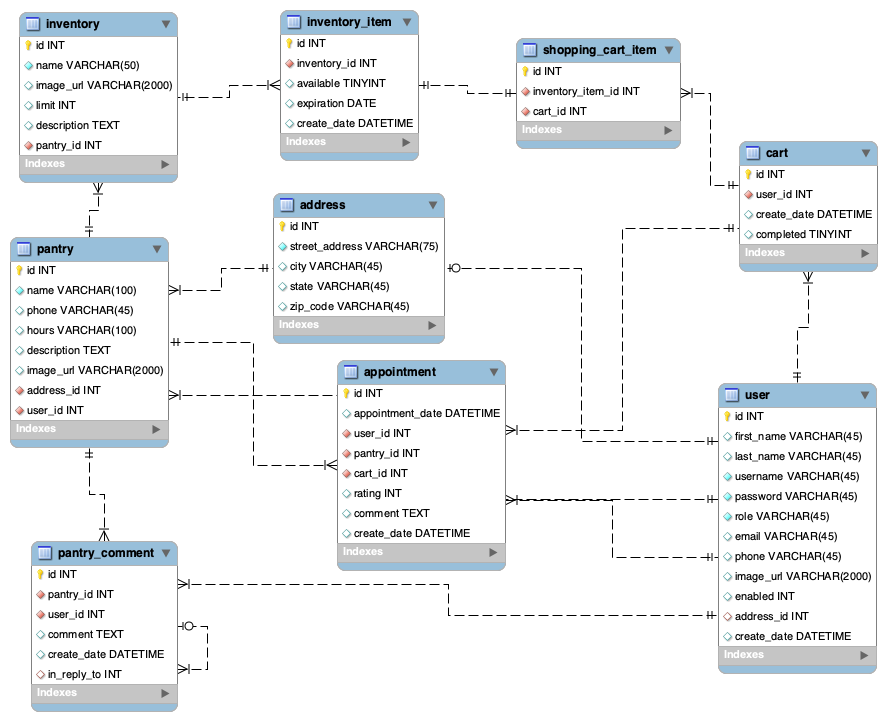 inventory
id INT
name VARCHAR(50)
image_url VARCHAR(2000)
limit INT
description TEXT
pantry_id INT
Indexes
inventory_item
id INT
inventory_id INT
available TINYINT
expiration DATE
create_date DATETIME
Indexes
shopping_cart_item
id INT
inventory_item_id INT
cart_id INT
Indexes
cart
id INT
user_id INT
create_date DATETIME
completed TINYINT
Indexes
address
id INT
street_address VARCHAR(75)
city VARCHAR(45)
state VARCHAR(45)
zip_code VARCHAR(45)
Indexes
pantry
id INT
name VARCHAR(100)
phone VARCHAR(45)
hours VARCHAR(100)
description TEXT
image_url VARCHAR(2000)
address_id INT
user_id INT
Indexes
appointment
id INT
appointment_date DATETIME
user_id INT
pantry_id INT
cart_id INT
rating INT
comment TEXT
create_date DATETIME
Indexes
user
id INT
first_name VARCHAR(45)
last_name VARCHAR(45)
username VARCHAR(45)
password VARCHAR(45)
role VARCHAR(45)
email VARCHAR(45)
phone VARCHAR(45)
image_url VARCHAR(2000)
enabled INT
address_id INT
create_date DATETIME
Indexes
pantry_comment
id INT
pantry_id INT
user_id INT
comment TEXT
create_date DATETIME
in_reply_to INT
Indexes